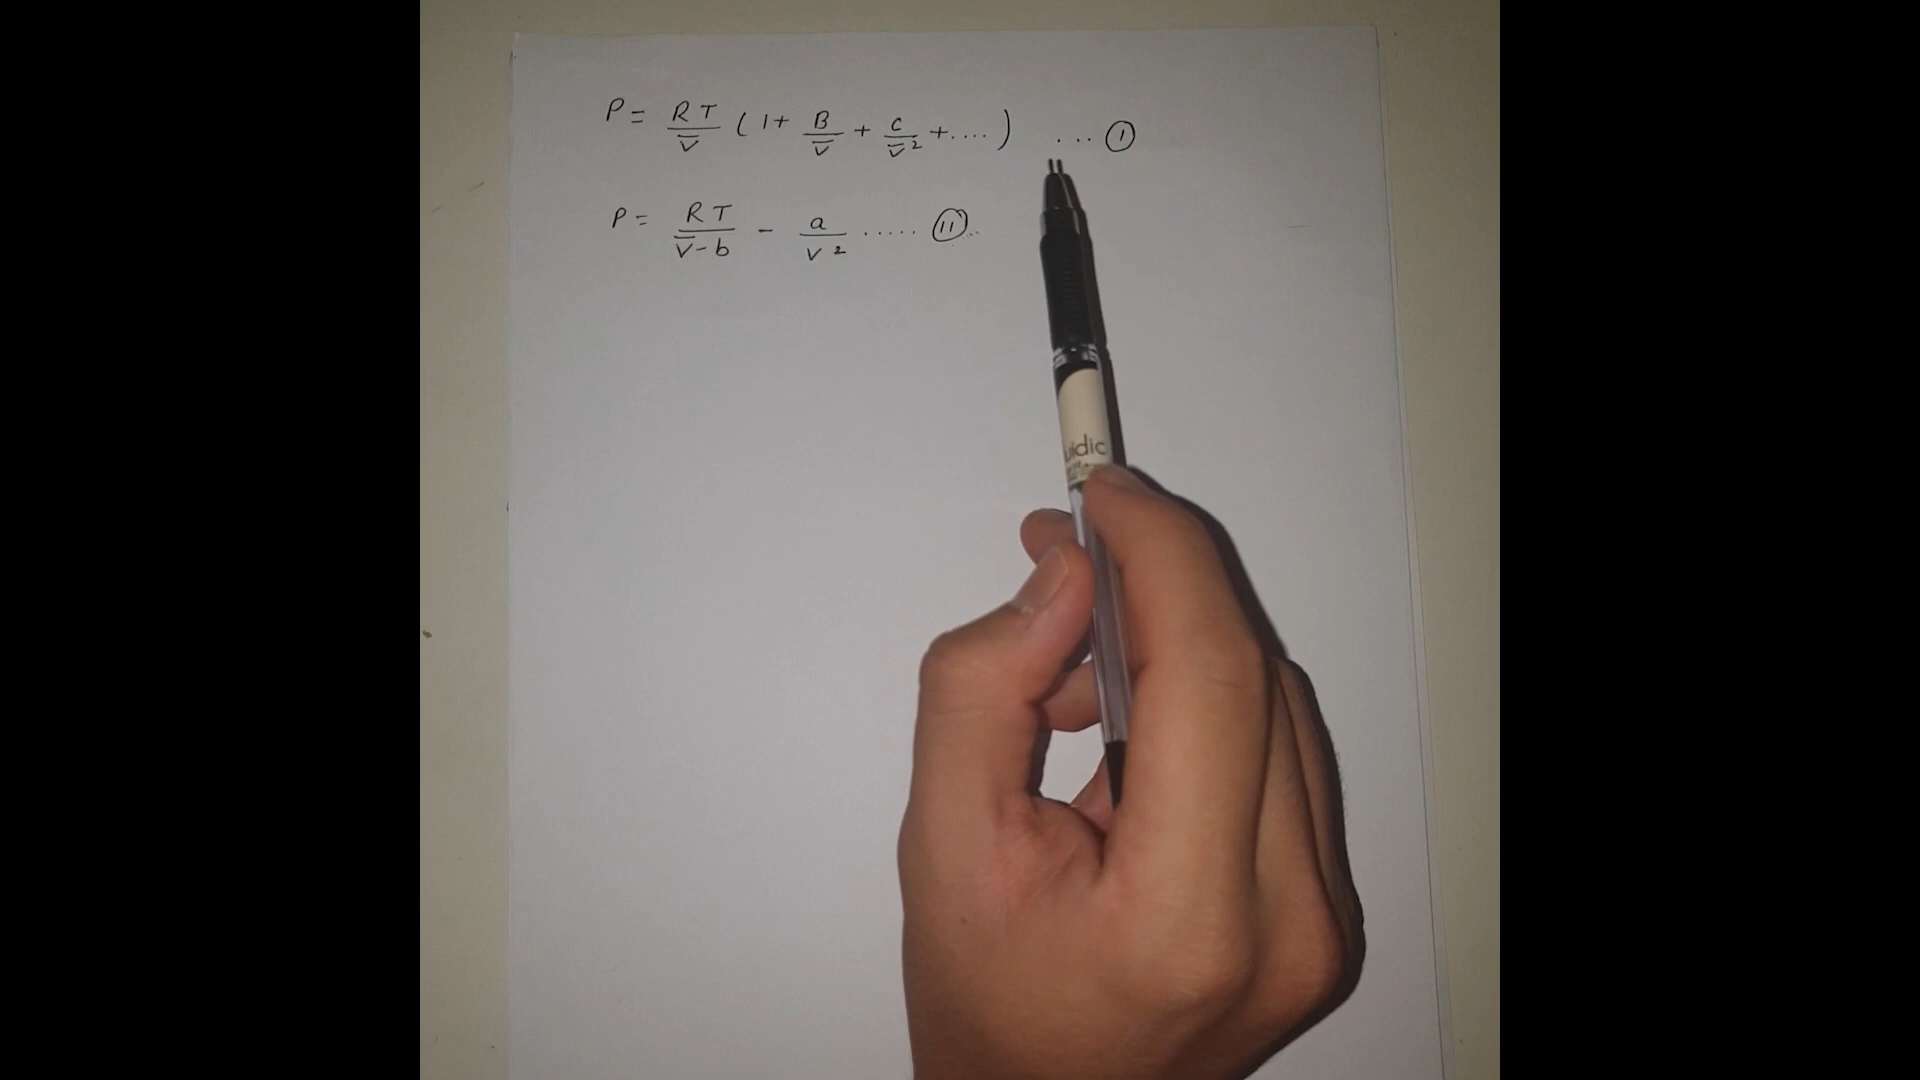 P = RT/V̅ (1 + B/V̅ + C/V̅² + ....) ... ①
P = RT/V̅-b - a/V² ..... ⑪
uidic